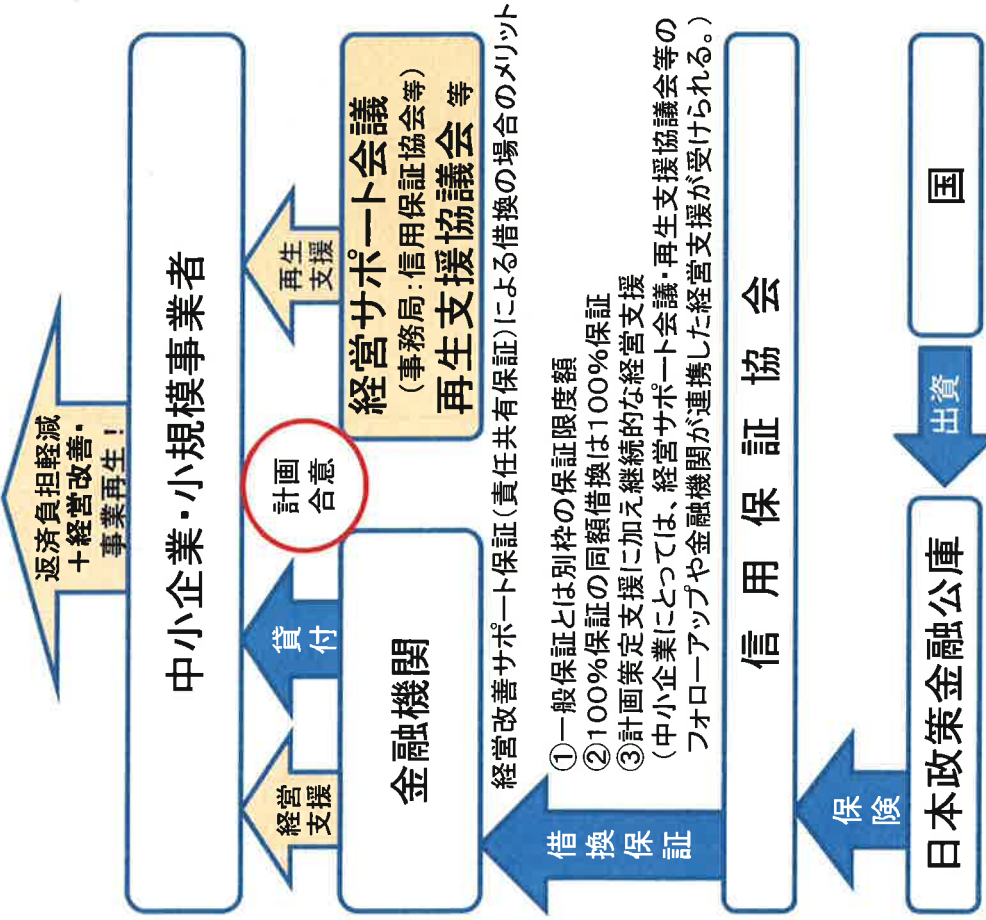 返済負担軽減
+経営改善・
事業再生!
中小企業・小規模事業者
経営
支援
貸
付
計画
合意
再生
支援
金融機関
経営サポート会議
(事務局:信用保証協会等)
再生支援協議会 等
経営改善サポート保証(責任共有保証)による借換の場合のメリット
借
換
保
証
①一般保証とは別枠の保証限度額
②100%保証の同額借換は100%保証
③計画策定支援に加え継続的な経営支援
(中小企業にとっては、経営サポート会議・再生支援協議会等の
フォローアップや金融機関が連携した経営支援が受けられる。)
信用保証協会
保
険
日本政策金融公庫
出資
国